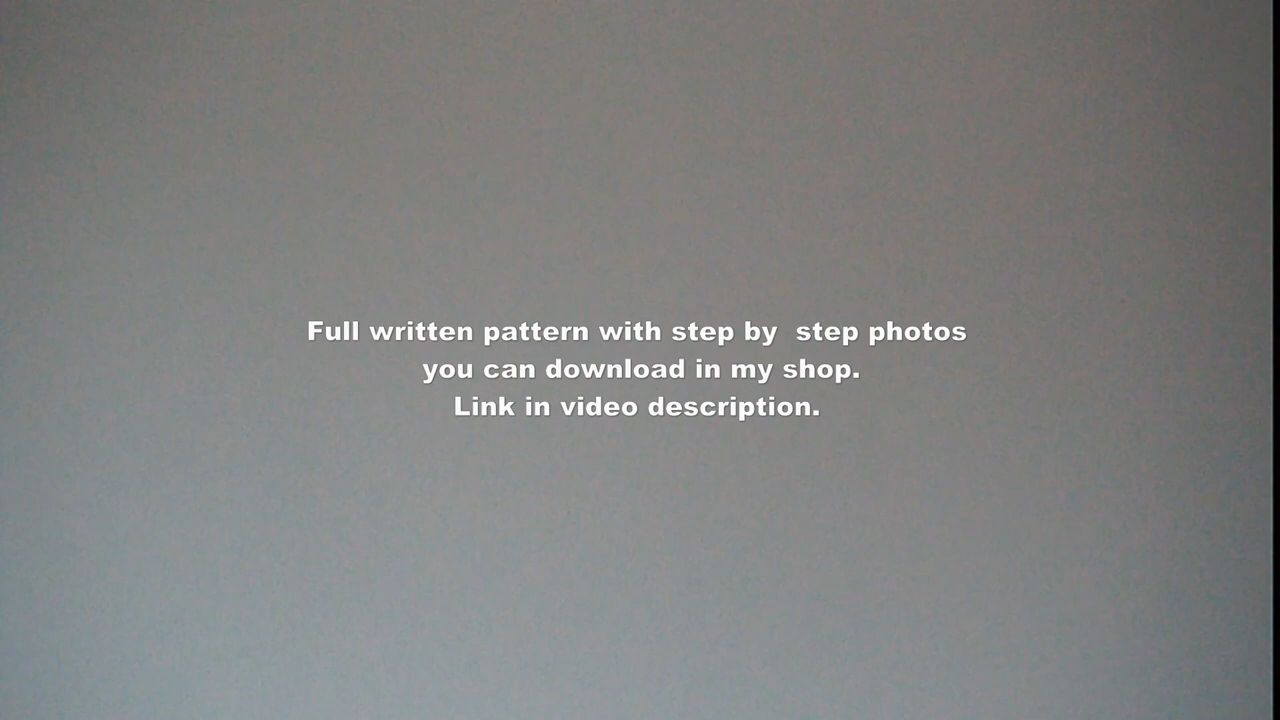 Full written pattern with step by  step photos
you can download in my shop.
Link in video description.